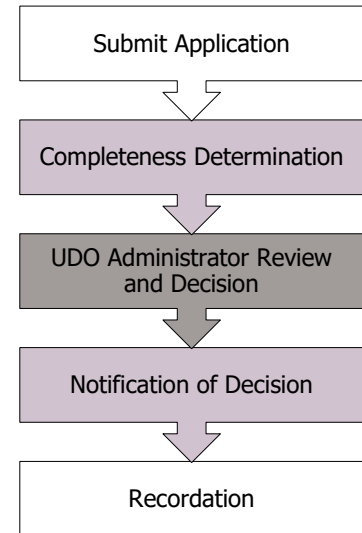 Submit Application
Completeness Determination
UDO Administrator Review
and Decision
Notification of Decision
Recordation